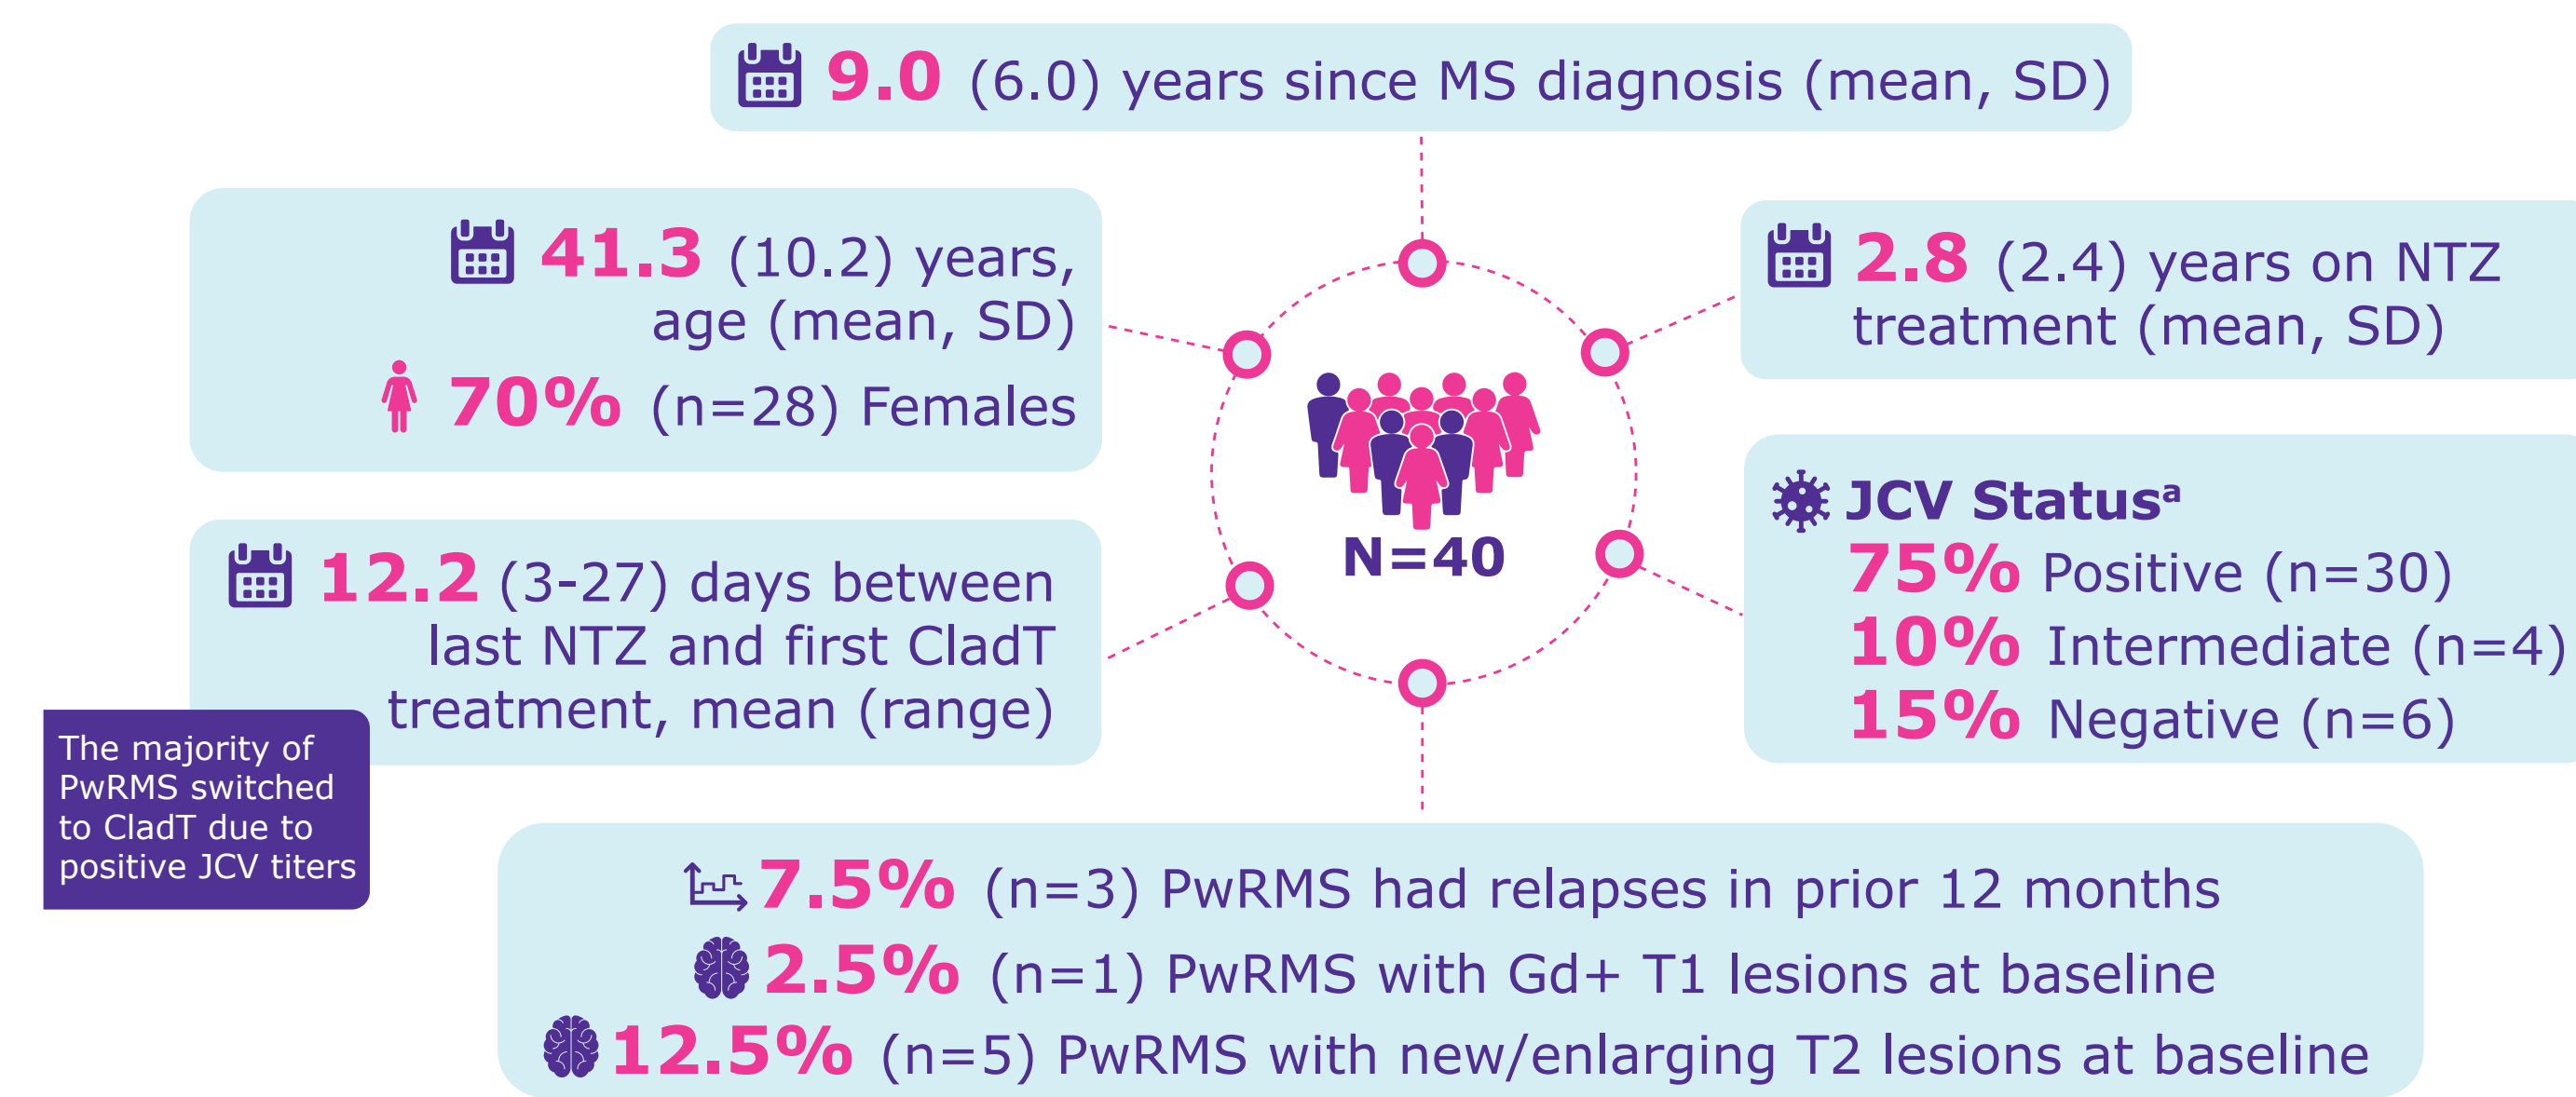 9.0 (6.0) years since MS diagnosis (mean, SD)
41.3 (10.2) years,
age (mean, SD)
70% (n=28) Females
2.8 (2.4) years on NTZ
treatment (mean, SD)
N=40
12.2 (3-27) days between
last NTZ and first CladT
treatment, mean (range)
The majority of
PwRMS switched
to CladT due to
positive JCV titers
JCV Statusᵃ
75% Positive (n=30)
10% Intermediate (n=4)
15% Negative (n=6)
7.5% (n=3) PwRMS had relapses in prior 12 months
2.5% (n=1) PwRMS with Gd+ T1 lesions at baseline
12.5% (n=5) PwRMS with new/enlarging T2 lesions at baseline